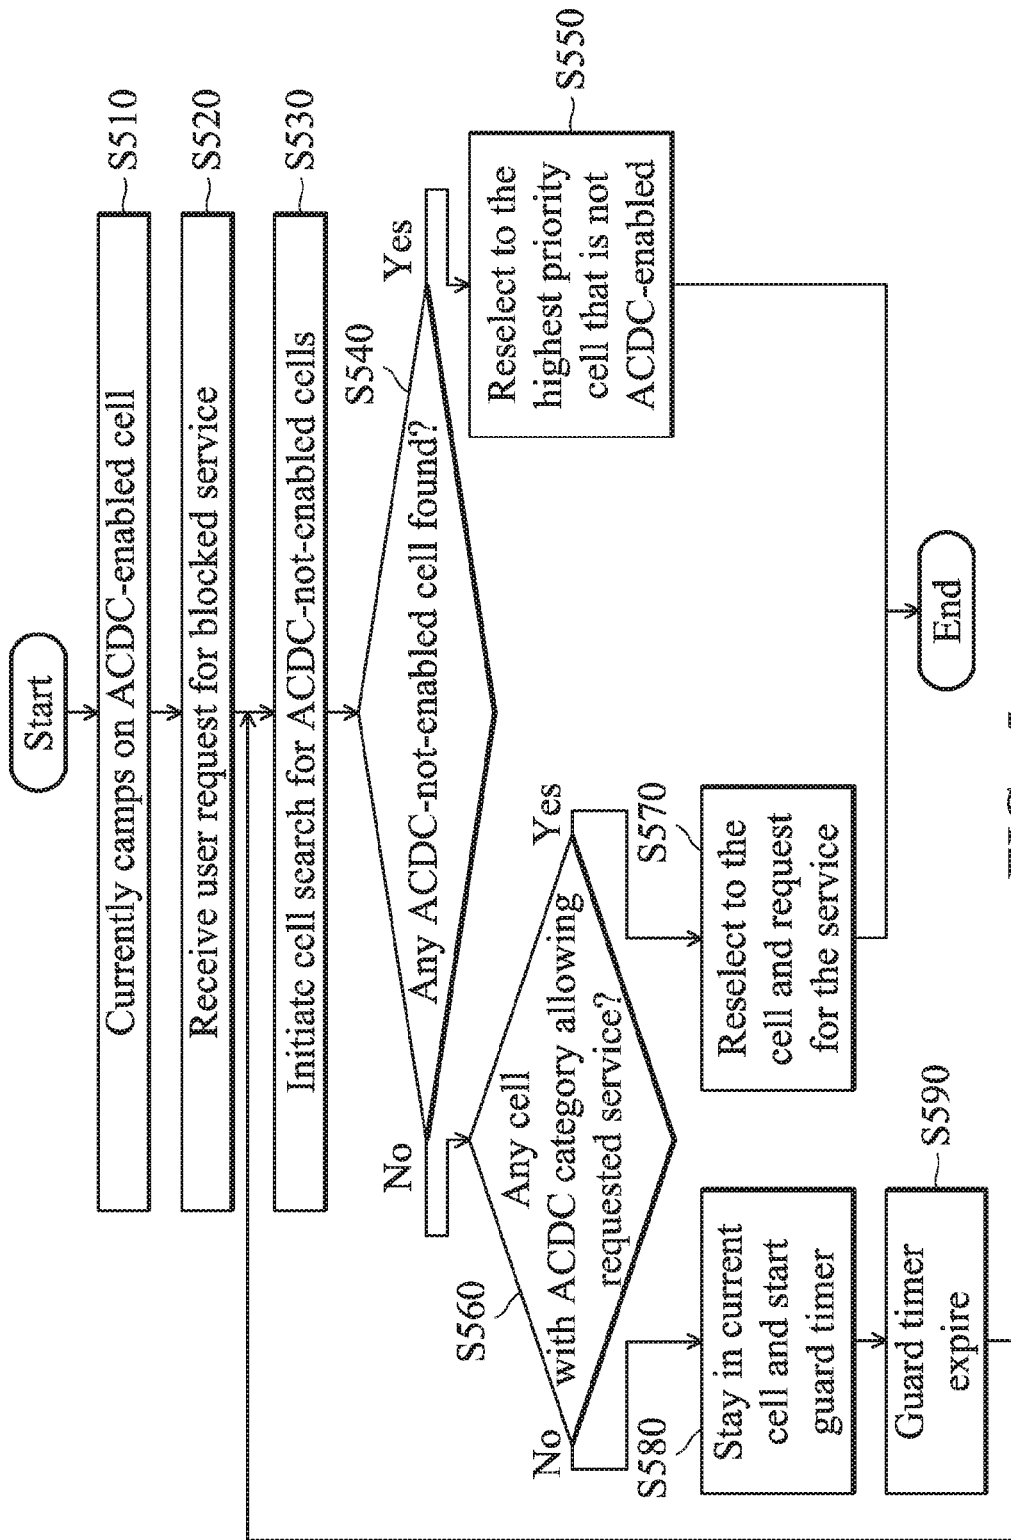 Start
Currently camps on ACDC-enabled cell
S510
Receive user request for blocked service
S520
Initiate cell search for ACDC-not-enabled cells
S530
Any ACDC-not-enabled cell found?
S540
No
Yes
Reselect to the
highest priority
cell that is not
ACDC-enabled
S550
Any cell
with ACDC category allowing
requested service?
S560
No
Yes
Reselect to the
cell and request
for the service
S570
Stay in current
cell and start
guard timer
S580
Guard timer
expire
S590
End